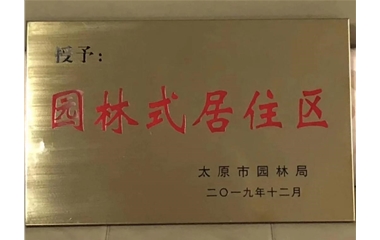 授予：
园林式居住区
太原市园林局
二〇一九年十二月